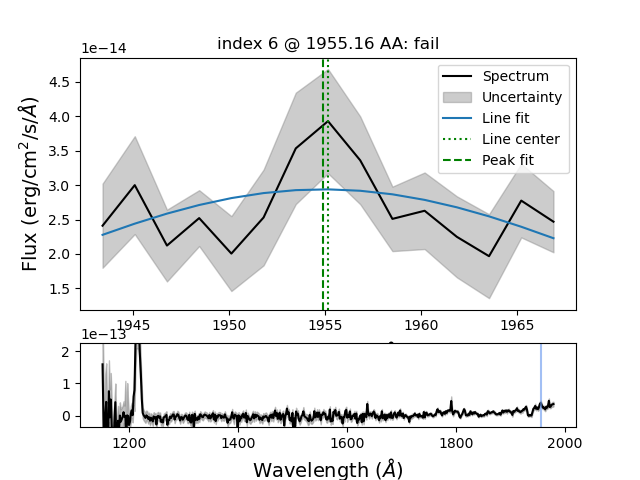 index 6 @ 1955.16 AA: fail
1e−14
Flux (erg/cm²/s/Å)
4.5
4.0
3.5
3.0
2.5
2.0
1.5
Spectrum
Uncertainty
Line fit
Line center
Peak fit
1945
1950
1955
1960
1965
1e−13
2
1
0
1200
1400
1600
1800
2000
Wavelength (Å)